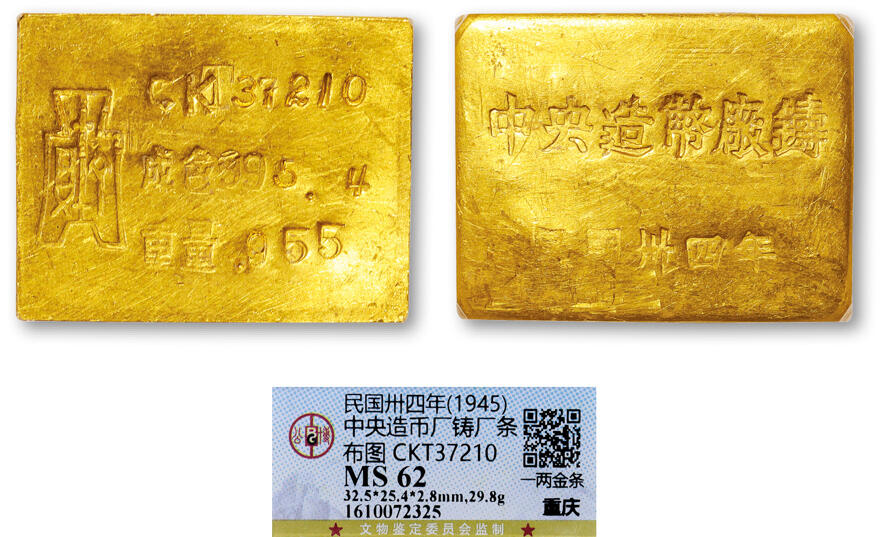 CKT37210
成色995.4
重量.955
中央造幣廠鑄
卅四年
民国卅四年(1945)
中央造币厂铸厂条
布图 CKT37210
MS 62
32.5*25.4*2.8mm,29.8g
1610072325
一两金条
重庆
公博
文物鉴定委员会监制